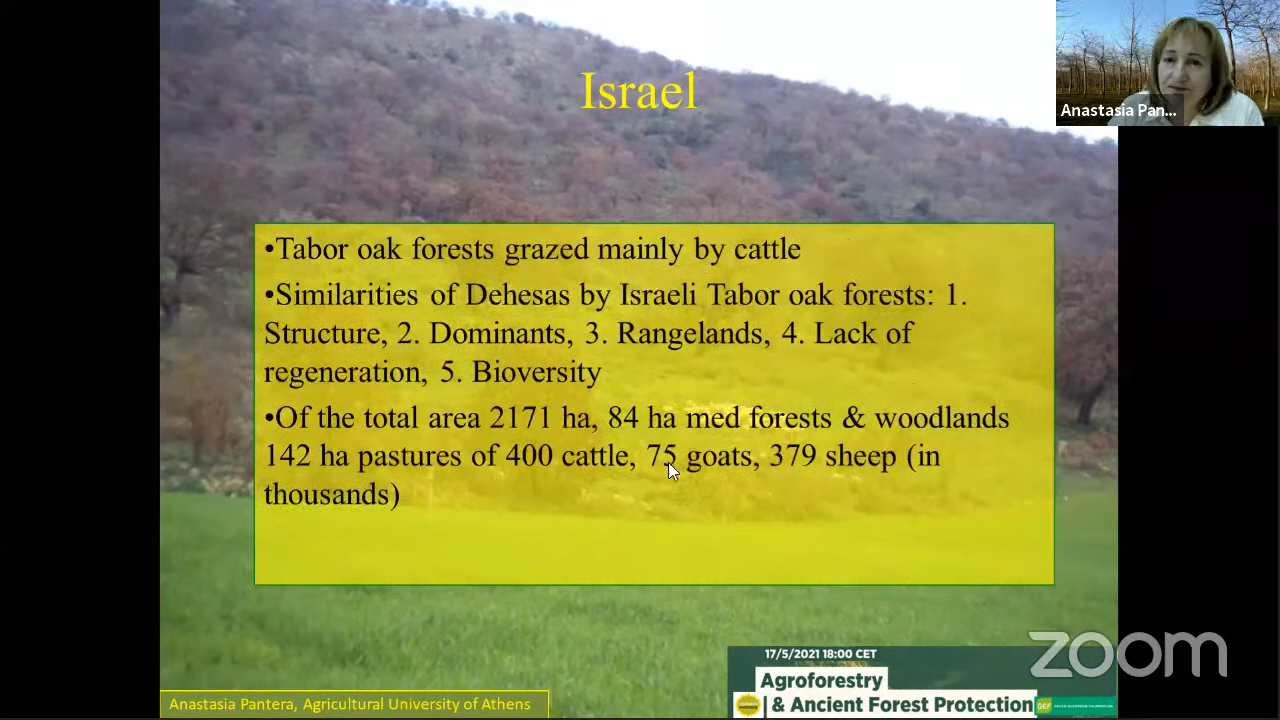 Israel
•Tabor oak forests grazed mainly by cattle
•Similarities of Dehesas by Israeli Tabor oak forests: 1.
Structure, 2. Dominants, 3. Rangelands, 4. Lack of
regeneration, 5. Bioversity
•Of the total area 2171 ha, 84 ha med forests & woodlands
142 ha pastures of 400 cattle, 75 goats, 379 sheep (in
thousands)
Anastasia Pan...
Anastasia Pantera, Agricultural University of Athens
17/5/2021 18:00 CET
Agroforestry
& Ancient Forest Protection
GEF
zoom